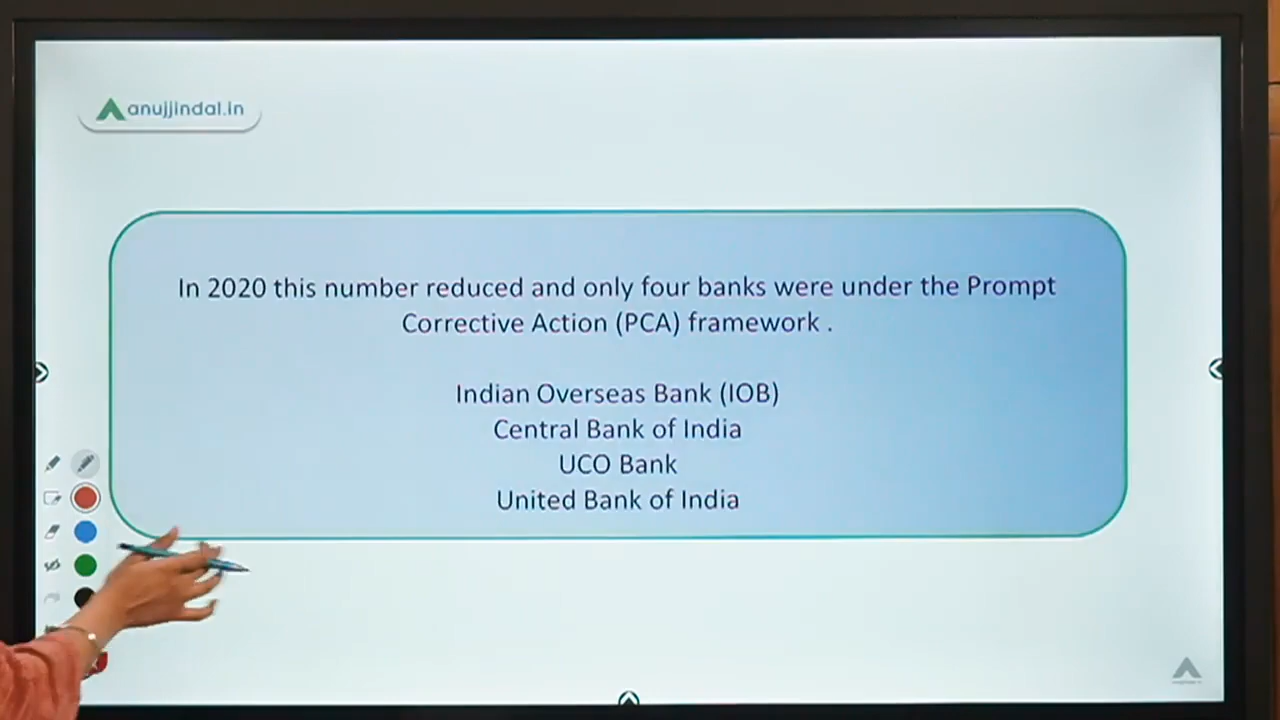 anujjindal.in
In 2020 this number reduced and only four banks were under the Prompt
Corrective Action (PCA) framework .
Indian Overseas Bank (IOB)
Central Bank of India
UCO Bank
United Bank of India